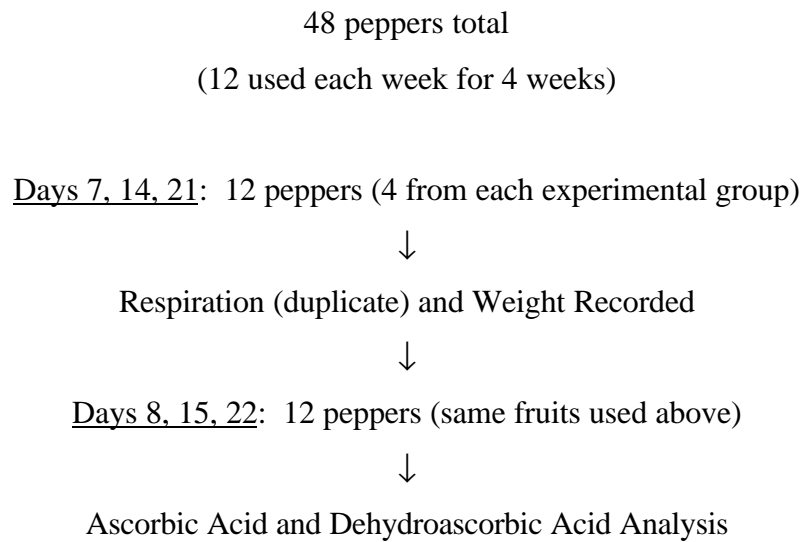 48 peppers total
(12 used each week for 4 weeks)
Days 7, 14, 21:  12 peppers (4 from each experimental group)
↓
Respiration (duplicate) and Weight Recorded
↓
Days 8, 15, 22:  12 peppers (same fruits used above)
↓
Ascorbic Acid and Dehydroascorbic Acid Analysis